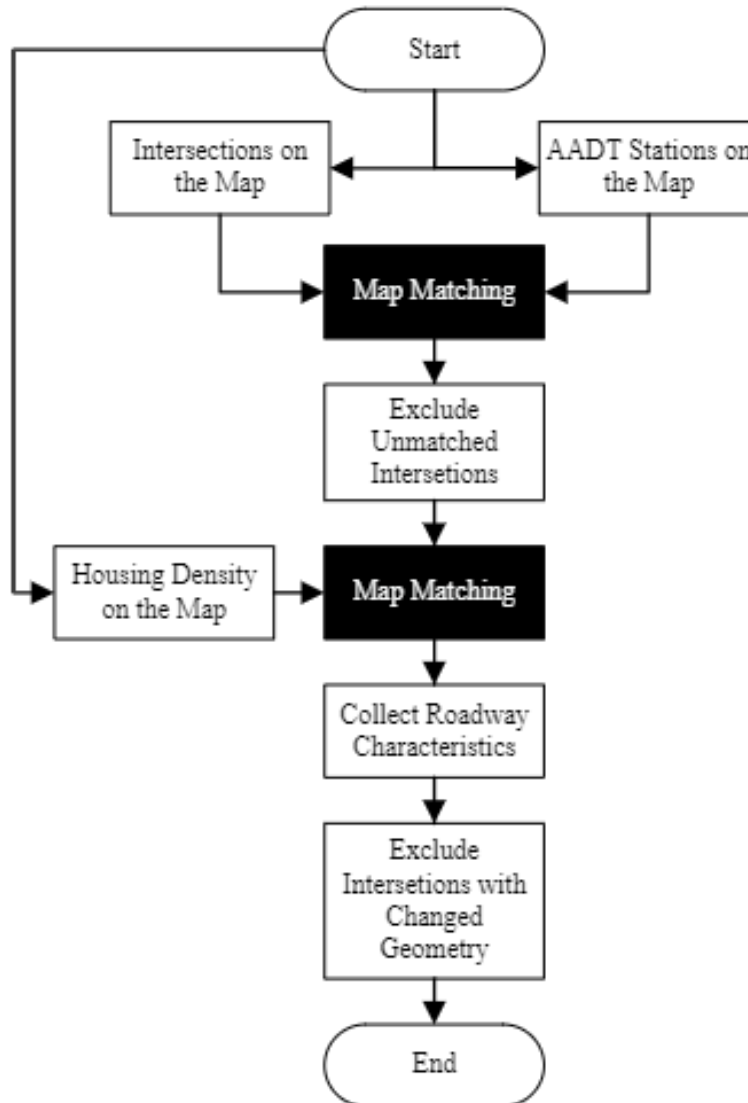 Start
Intersections on
the Map
AADT Stations on
the Map
Map Matching
Exclude
Unmatched
Intersetions
Housing Density
on the Map
Map Matching
Collect Roadway
Characteristics
Exclude
Intersetions with
Changed
Geometry
End